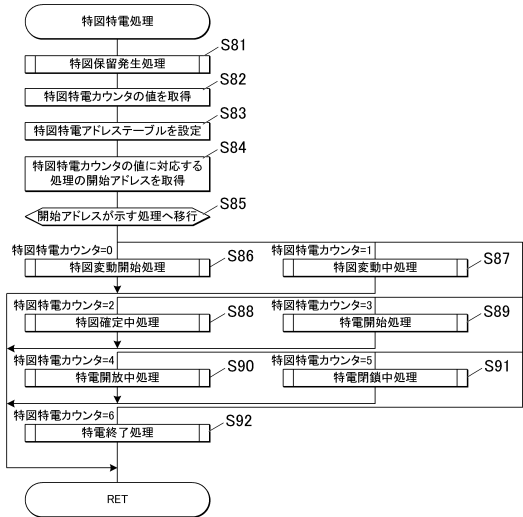 特図特電処理
S81
特図保留発生処理
S82
特図特電カウンタの値を取得
S83
特図特電アドレステーブルを設定
S84
特図特電カウンタの値に対応する
処理の開始アドレスを取得
S85
開始アドレスが示す処理へ移行
特図特電カウンタ=0
S86
特図変動開始処理
特図特電カウンタ=1
S87
特図変動中処理
特図特電カウンタ=2
S88
特図確定中処理
特図特電カウンタ=3
S89
特電開始処理
特図特電カウンタ=4
S90
特電開放中処理
特図特電カウンタ=5
S91
特電閉鎖中処理
特図特電カウンタ=6
S92
特電終了処理
RET